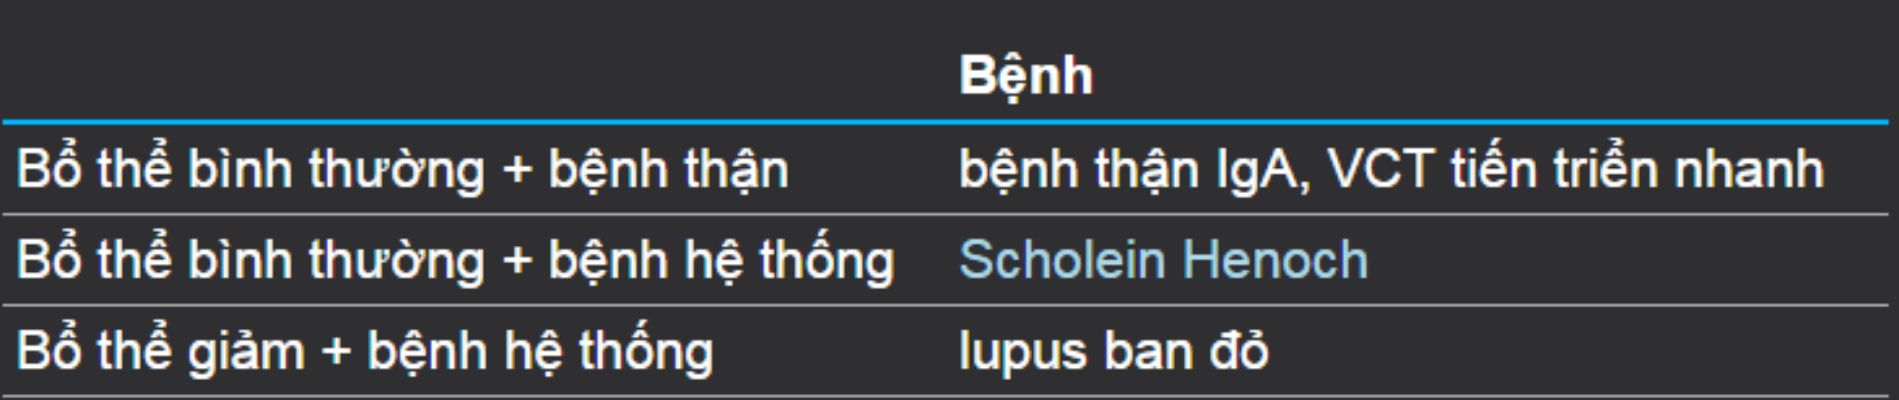 Bệnh
Bổ thể bình thường + bệnh thận bệnh thận IgA, VCT tiến triển nhanh
Bổ thể bình thường + bệnh hệ thống Scholein Henoch
Bổ thể giảm + bệnh hệ thống lupus ban đỏ